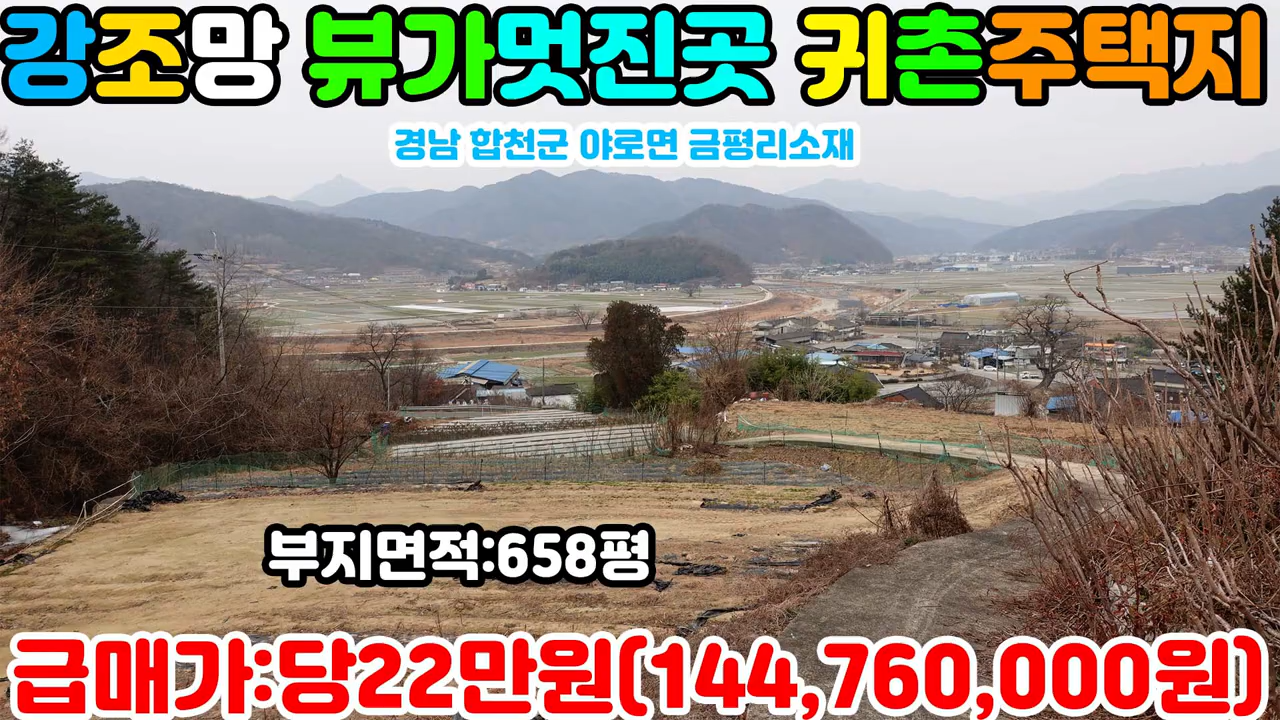 강조망 뷰가멋진곳 귀촌주택지
경남 합천군 야로면 금평리소재
부지면적:658평
급매가:당22만원(144,760,000원)